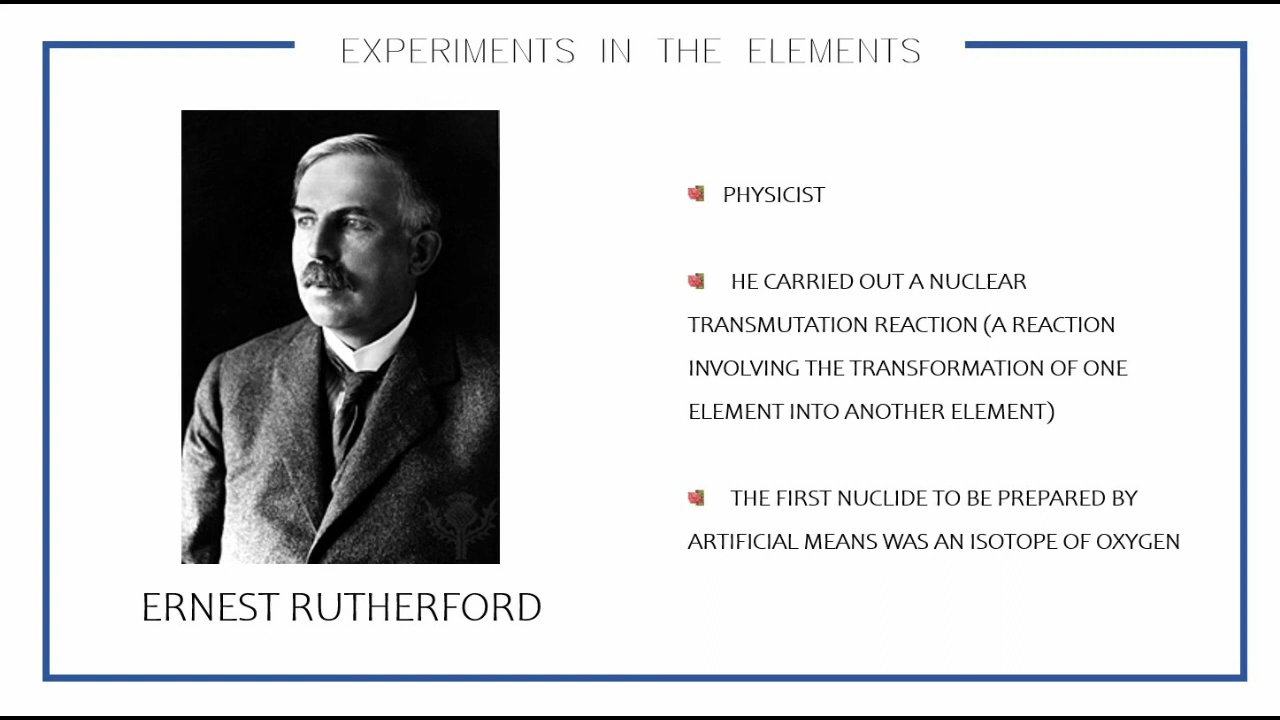 EXPERIMENTS IN THE ELEMENTS
PHYSICIST
HE CARRIED OUT A NUCLEAR
TRANSMUTATION REACTION (A REACTION
INVOLVING THE TRANSFORMATION OF ONE
ELEMENT INTO ANOTHER ELEMENT)
THE FIRST NUCLIDE TO BE PREPARED BY
ARTIFICIAL MEANS WAS AN ISOTOPE OF OXYGEN
ERNEST RUTHERFORD